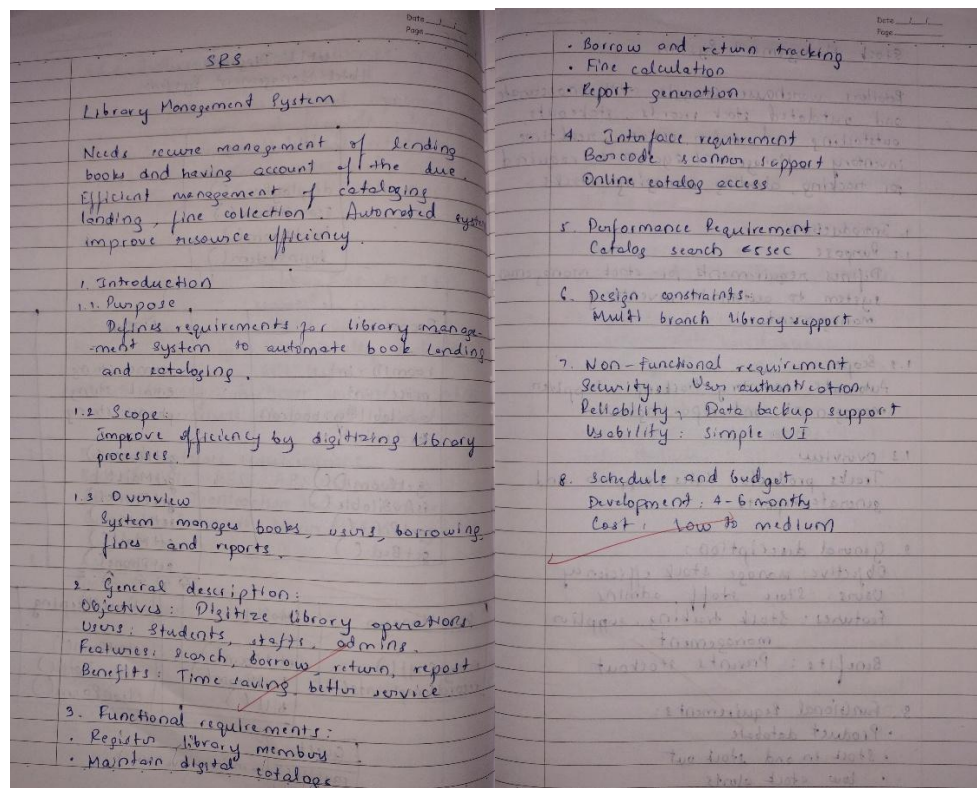 Date
Page
SRS
Library Management System
Needs secure management of lending
books and having account of the due.
Efficient management of cataloging
landing, fine collection. Automated system
improve resource efficiency.
1. Introduction
1.1. Purpose
Defines requirements for library manage-
-ment system to automate book landing
and cataloging.
1.2 Scope:
Improve efficiency by digitizing library
processes.
1.3 Overview
System manages books, users, borrowing,
fines and reports.
2. General description:
Objectives: Digitize library operations.
Users: Students, staffs, admins.
Features: search, borrow, return, repost
Benefits: Time saving, better service
3. Functional requirements:
• Register library members
• Maintain digital catalogs
Date
Page
• Borrow and return tracking
• Fine calculation
• Report generation
4. Interface requirement
Barcode scanner support
Online catalog access
5. Performance Requirement:
Catalog search <5 sec
6. Design constraints
Multi branch library support
7. Non-functional requirement
Security: User authentication
Reliability: Data backup support
Usability: Simple UI
8. Schedule and budget
Development: 4-6 months
Cost: low to medium